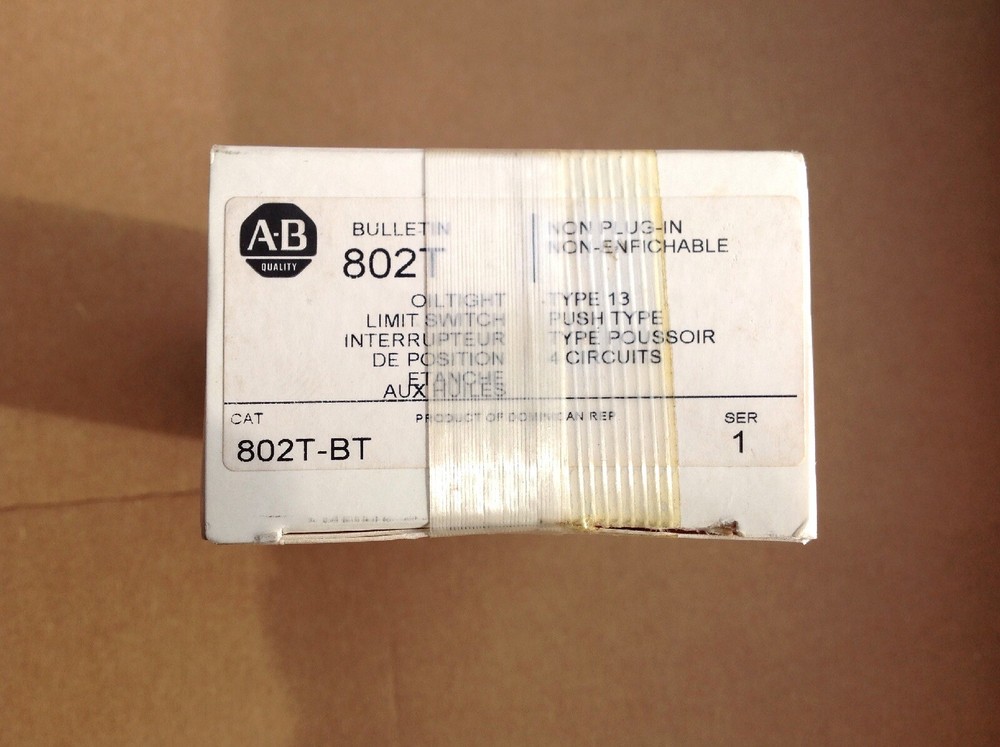 A-B
QUALITY
BULLETIN
802T
NON PLUG-IN
NON-ENFICHABLE
OILTIGHT
LIMIT SWITCH
INTERRUPTEUR
DE POSITION
ETANCHE
AUX HUILES
TYPE 13
PUSH TYPE
TYPE POUSSOIR
4 CIRCUITS
CAT
802T-BT
PRODUCT OF DOMINICAN REP
SER
1